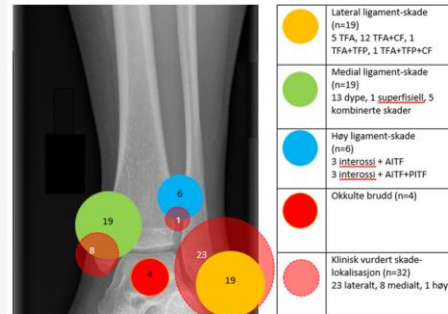 19
8
6
1
4
23
19
Lateral ligament-skade
(n=19)
5 TFA, 12 TFA+CF, 1
TFA+TFP, 1 TFA+TFP+CF
Medial ligament-skade
(n=19)
13 dype, 1 superfisiell, 5
kombinerte skader
Høy ligament-skade
(n=6)
3 interossi + AITF
3 interossi + AITF+PITF
Okkulte brudd (n=4)
Klinisk vurdert skade-
lokalisasjon (n=32)
23 lateralt, 8 medialt, 1 høy